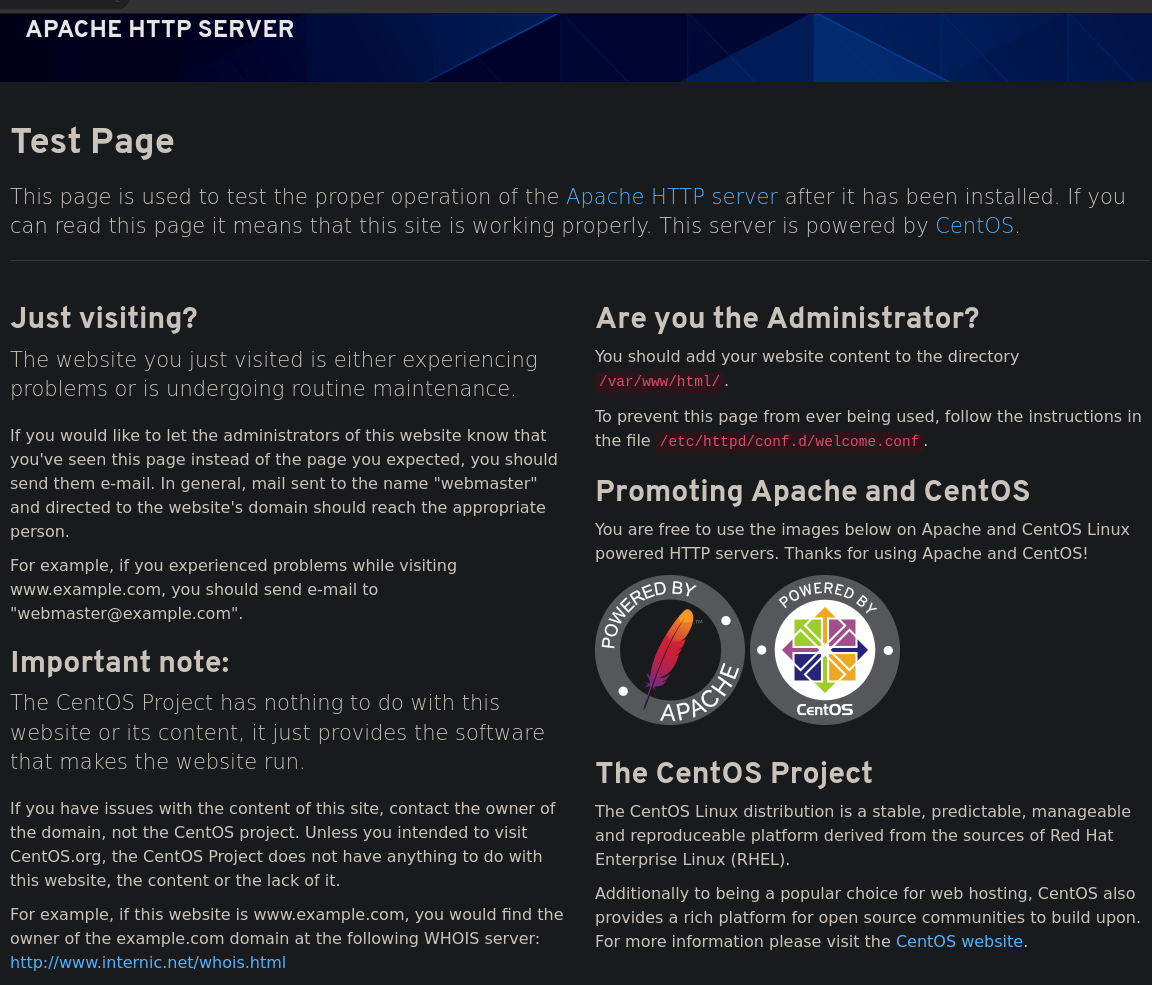 APACHE HTTP SERVER
Test Page
This page is used to test the proper operation of the Apache HTTP server after it has been installed. If you
can read this page it means that this site is working properly. This server is powered by CentOS.
Just visiting?
The website you just visited is either experiencing
problems or is undergoing routine maintenance.
If you would like to let the administrators of this website know that
you've seen this page instead of the page you expected, you should
send them e-mail. In general, mail sent to the name "webmaster"
and directed to the website's domain should reach the appropriate
person.
For example, if you experienced problems while visiting
www.example.com, you should send e-mail to
"webmaster@example.com".
Important note:
The CentOS Project has nothing to do with this
website or its content, it just provides the software
that makes the website run.
If you have issues with the content of this site, contact the owner of
the domain, not the CentOS project. Unless you intended to visit
CentOS.org, the CentOS Project does not have anything to do with
this website, the content or the lack of it.
For example, if this website is www.example.com, you would find the
owner of the example.com domain at the following WHOIS server:
http://www.internic.net/whois.html
Are you the Administrator?
You should add your website content to the directory
/var/www/html/.
To prevent this page from ever being used, follow the instructions in
the file /etc/httpd/conf.d/welcome.conf.
Promoting Apache and CentOS
You are free to use the images below on Apache and CentOS Linux
powered HTTP servers. Thanks for using Apache and CentOS!
POWERED BY
APACHE
TM
POWERED BY
CentOS
The CentOS Project
The CentOS Linux distribution is a stable, predictable, manageable
and reproduceable platform derived from the sources of Red Hat
Enterprise Linux (RHEL).
Additionally to being a popular choice for web hosting, CentOS also
provides a rich platform for open source communities to build upon.
For more information please visit the CentOS website.